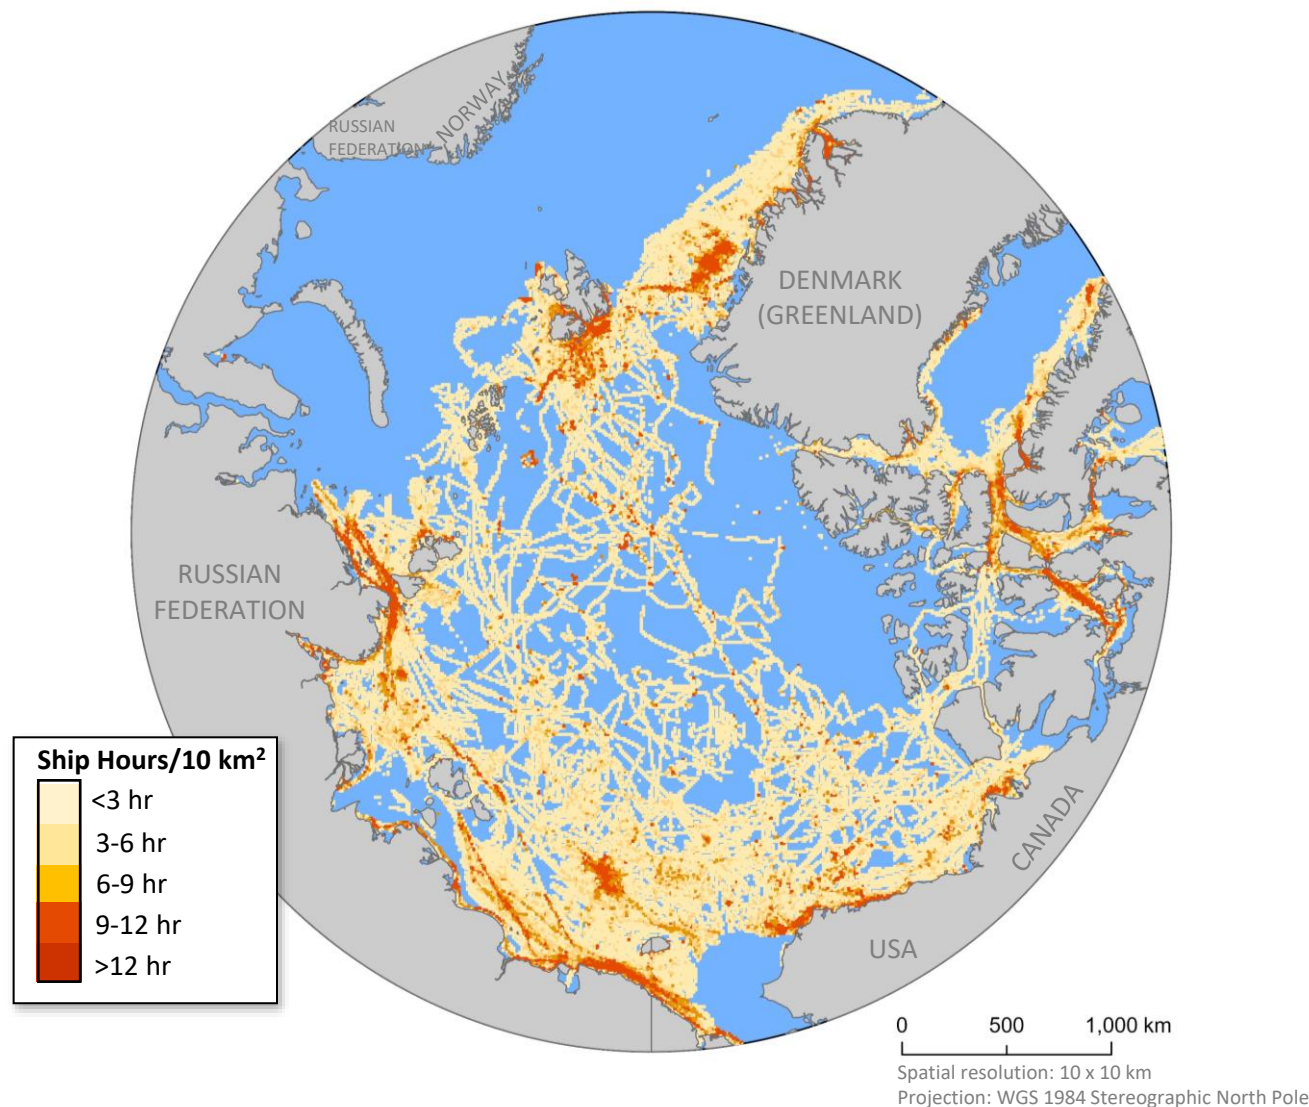 RUSSIAN
FEDERATION
NORWAY
DENMARK
(GREENLAND)
RUSSIAN
FEDERATION
Ship Hours/10 km²
<3 hr
3-6 hr
6-9 hr
9-12 hr
>12 hr
CANADA
USA
0 500 1,000 km
Spatial resolution: 10 x 10 km
Projection: WGS 1984 Stereographic North Pole